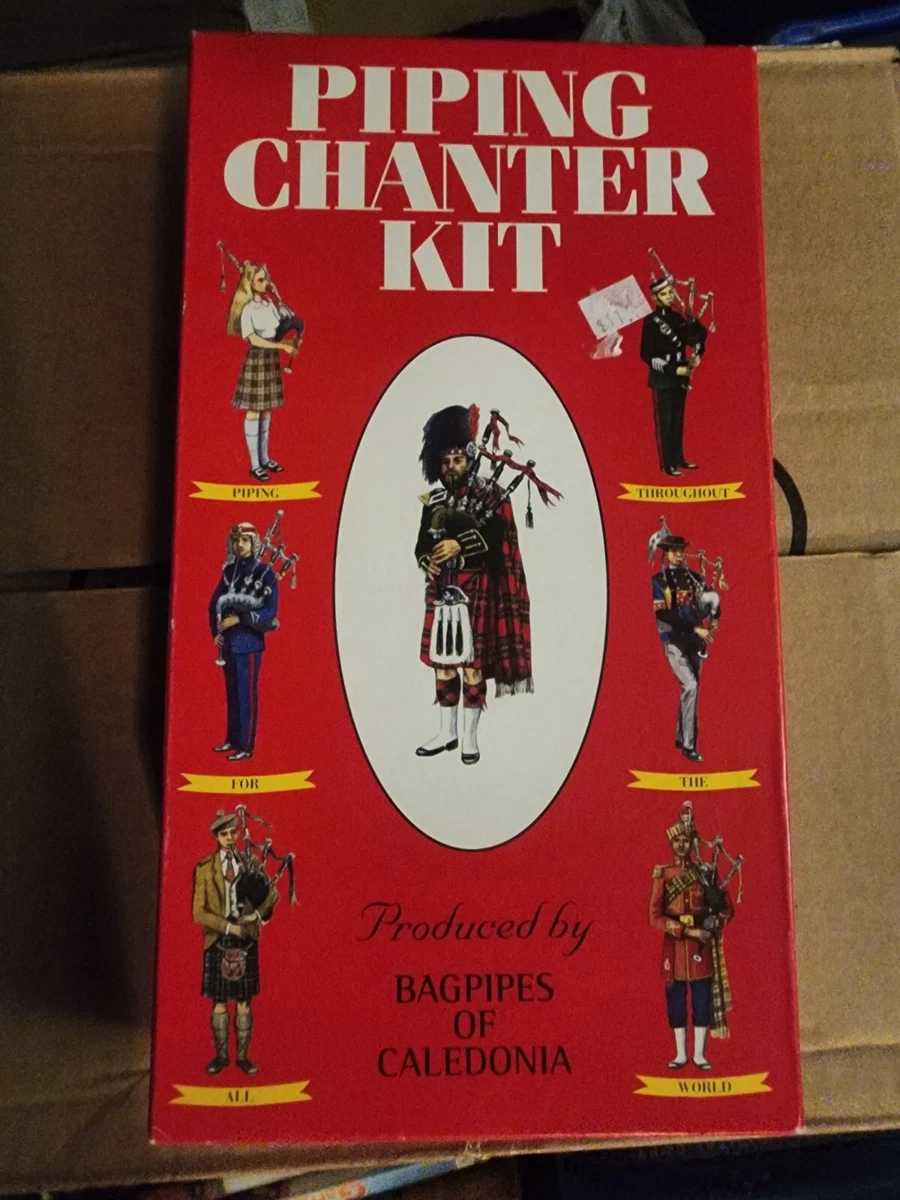 PIPING
CHANTER
KIT
PIPING
THROUGHOUT
FOR
THE
ALL
WORLD
Produced by
BAGPIPES
OF
CALEDONIA